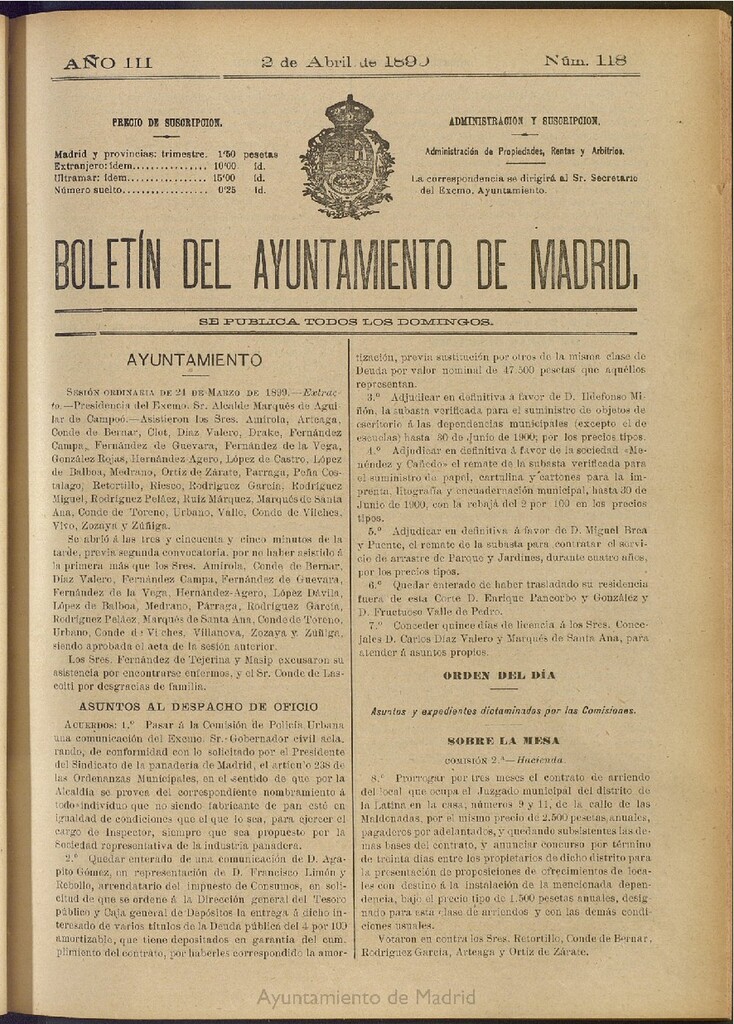 AÑO III
2 de Abril de 1899
Núm. 118
PRECIO DE SUSCRIPCION.
Madrid y provincias: trimestre. 1'50 pesetas
Extranjero: ídem................ 10'00 íd.
Ultramar: ídem................. 15'00 íd.
Número suelto.................. 0'25 íd.
ADMINISTRACION Y SUSCRIPCION.
Administración de Propiedades, Rentas y Arbitrios.
La correspondencia se dirigirá al Sr. Secretario
del Excmo. Ayuntamiento.
BOLETÍN DEL AYUNTAMIENTO DE MADRID.
SE PUBLICA TODOS LOS DOMINGOS.
AYUNTAMIENTO
SESIÓN ORDINARIA DE 24 DE MARZO DE 1899.—Extrac-
to.—Presidencia del Excmo. Sr. Alcalde Marqués de Agui-
lar de Campoó.—Asistieron los Sres. Amirola, Arteaga,
Conde de Bernar, Clot, Díaz Valero, Drake, Fernández
Campa, Fernández de Guevara, Fernández de la Vega,
González Rojas, Hernández-Agero, López de Castro, López
de Balboa, Medrano, Ortiz de Zárate, Párraga, Peña Cos-
talago, Retortillo, Riesco, Rodríguez García, Rodríguez
Miguel, Rodríguez Peláez, Ruiz Márquez, Marqués de Santa
Ana, Conde de Toreno, Urbano, Valle, Conde de Vilches,
Vivo, Zozaya y Zúñiga.
Se abrió á las tres y cincuenta y cinco minutos de la
tarde, previa segunda convocatoria, por no haber asistido á
la primera más que los Sres. Amirola, Conde de Bernar,
Díaz Valero, Fernández Campa, Fernández de Guevara,
Fernández de la Vega, Hernández-Agero, López Dávila,
López de Balboa, Medrano, Párraga, Rodríguez García,
Rodríguez Peláez, Marqués de Santa Ana, Conde de Toreno,
Urbano, Conde de Vilches, Villanova, Zozaya y Zúñiga,
siendo aprobada el acta de la sesión anterior.
Los Sres. Fernández de Tejerina y Masip excusaron su
asistencia por encontrarse enfermos, y el Sr. Conde de Las-
coiti por desgracias de familia.
ASUNTOS AL DESPACHO DE OFICIO
ACUERDOS: 1.º Pasar á la Comisión de Policía Urbana
una comunicación del Excmo. Sr. Gobernador civil acla-
rando, de conformidad con lo solicitado por el Presidente
del Sindicato de la panadería de Madrid, el artículo 238 de
las Ordenanzas Municipales, en el sentido de que por la
Alcaldía se provea del correspondiente nombramiento á
todo individuo que no siendo fabricante de pan esté en
igualdad de condiciones que el que lo sea, para ejercer el
cargo de Inspector, siempre que sea propuesto por la
Sociedad representativa de la industria panadera.
2.º Quedar enterado de una comunicación de D. Aga-
pito Gómez, en representación de D. Francisco Limón y
Rebollo, arrendatario del Impuesto de Consumos, en soli-
citud de que se ordene á la Dirección general del Tesoro
público y Caja general de Depósitos la entrega á dicho in-
teresado de varios títulos de la Deuda pública del 4 por 100
amortizable, que tiene depositados en garantía del cum-
plimiento del contrato, por haberles correspondido la amor-
tización, previa sustitución por otros de la misma clase de
Deuda por valor nominal de 47.500 pesetas que aquéllos
representan.
3.º Adjudicar en definitiva á favor de D. Ildefonso Mi-
ñón, la subasta verificada para el suministro de objetos de
escritorio á las dependencias municipales (excepto el de
escuelas) hasta 30 de Junio de 1900; por los precios tipos.
4.º Adjudicar en definitiva á favor de la sociedad «Me-
néndez y Cañedo» el remate de la subasta verificada para
el suministro de papel, cartulina y cartones para la im-
prenta, litografía y encuadernación municipal, hasta 30 de
Junio de 1900, con la rebaja del 2 por 100 en los precios
tipos.
5.º Adjudicar en definitiva á favor de D. Miguel Brea
y Puente, el remate de la subasta para contratar el servi-
cio de arrastre de Parque y Jardines, durante cuatro años,
por los precios tipos.
6.º Quedar enterado de haber trasladado su residencia
fuera de esta Corte D. Enrique Pancorbo y González y
D. Fructuoso Valle de Pedro.
7.º Conceder quince días de licencia á los Sres. Conce-
jales D. Carlos Díaz Valero y Marqués de Santa Ana, para
atender á asuntos propios.
ORDEN DEL DÍA
Asuntos y expedientes dictaminados por las Comisiones.
SOBRE LA MESA
COMISIÓN 2.ª—Hacienda.
8.º Prorrogar por tres meses el contrato de arriendo
del local que ocupa el Juzgado municipal del distrito de
la Latina en la casa, números 9 y 11, de la calle de las
Maldonadas, por el mismo precio de 2.500 pesetas anuales,
pagaderos por adelantados, y quedando subsistentes las de-
mas bases del contrato, y anunciar concurso por término
de treinta días entre los propietarios de dicho distrito para
la presentación de proposiciones de ofrecimientos de loca-
les con destino á la instalación de la mencionada depen-
dencia, bajo el precio tipo de 1.500 pesetas anuales, desig-
nado para esta clase de arriendos y con las demás condi-
ciones usuales.
Votaron en contra los Sres. Retortillo, Conde de Bernar,
Rodríguez García, Arteaga y Ortiz de Zárate.
Ayuntamiento de Madrid